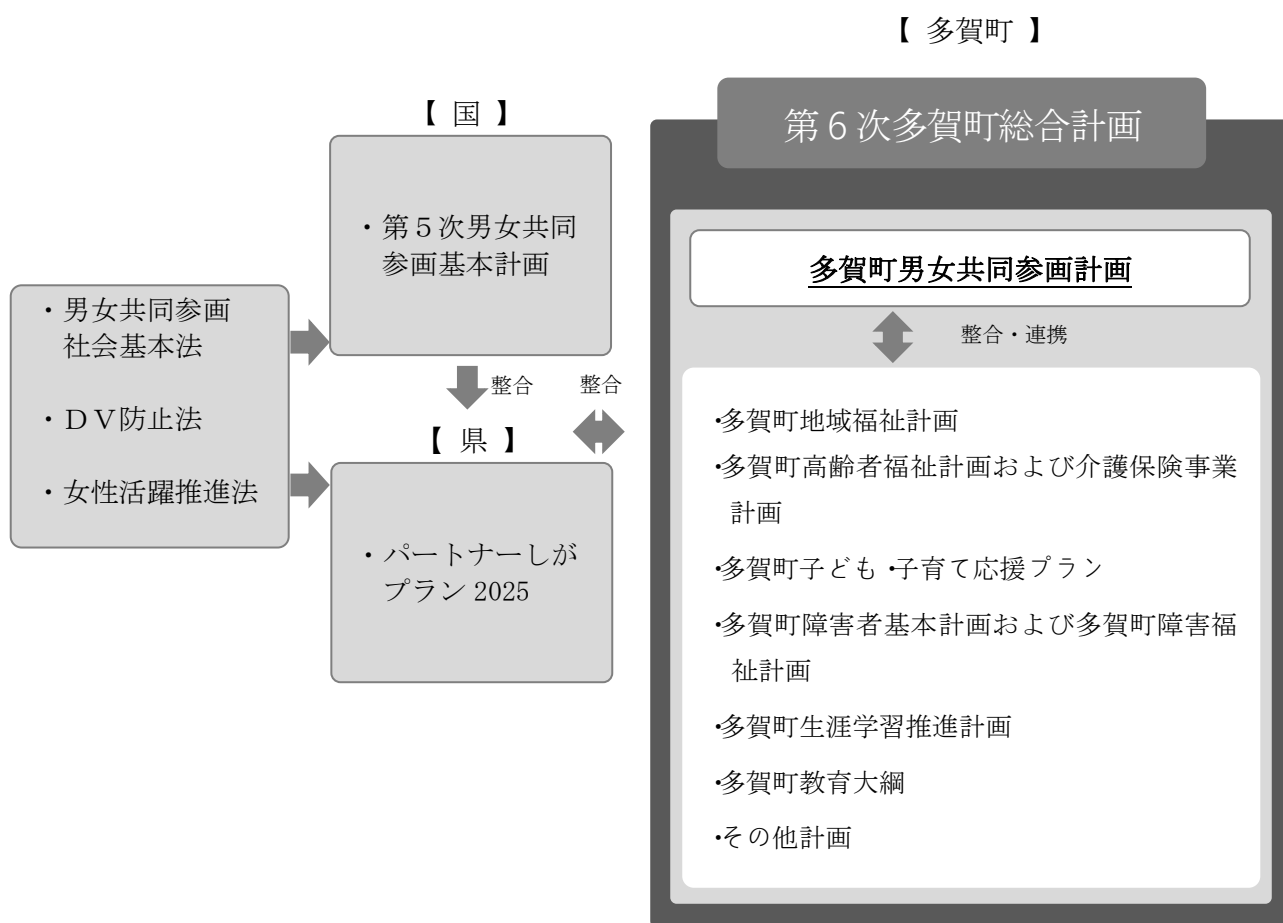 ・男女共同参画
社会基本法
・ＤＶ防止法
・女性活躍推進法
【 国 】
・第５次男女共同
参画基本計画
整合
整合
【 県 】
・パートナーしが
プラン 2025
【 多賀町 】
第６次多賀町総合計画
多賀町男女共同参画計画
整合・連携
・多賀町地域福祉計画
・多賀町高齢者福祉計画および介護保険事業
計画
・多賀町子ども・子育て応援プラン
・多賀町障害者基本計画および多賀町障害福
祉計画
・多賀町生涯学習推進計画
・多賀町教育大綱
・その他計画